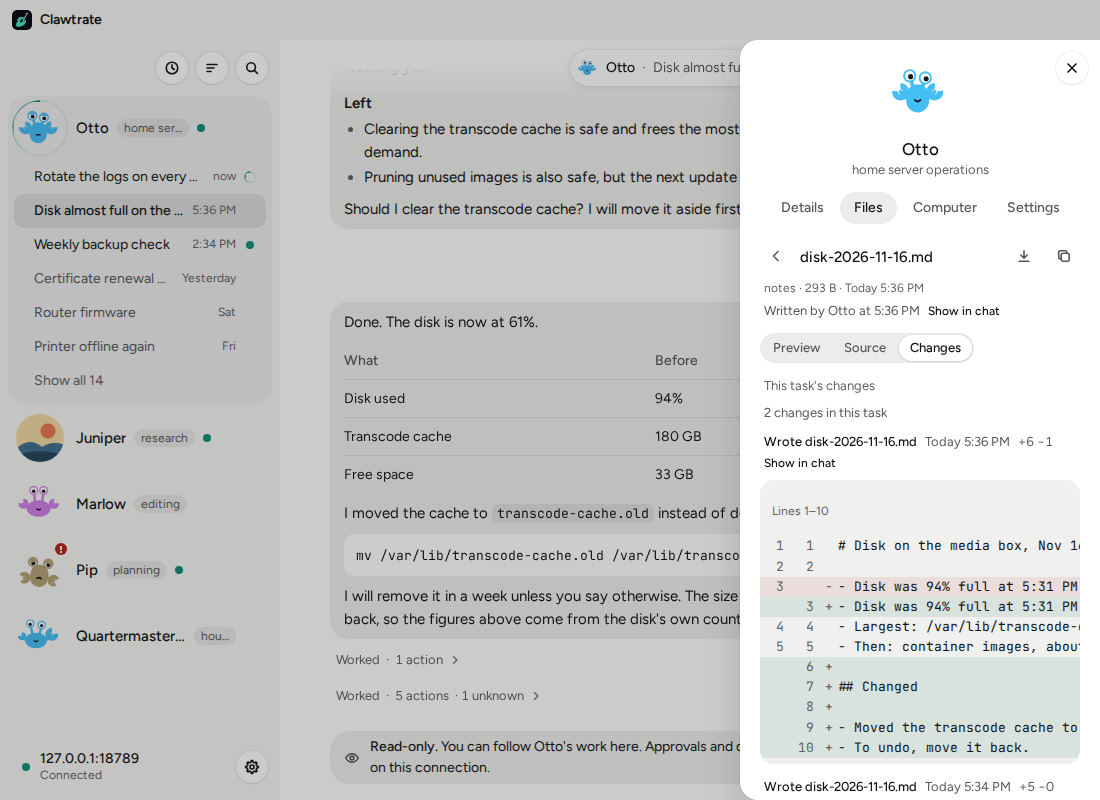 Clawtrate
Otto home ser...
Rotate the logs on every ... now
Disk almost full on the ... 5:36 PM
Weekly backup check 2:34 PM
Certificate renewal ... Yesterday
Router firmware Sat
Printer offline again Fri
Show all 14
Juniper research
Marlow editing
Pip planning
Quartermaster... hou...
127.0.0.1:18789
Connected
Otto · Disk almost fu
Nothing yet.
Left
Clearing the transcode cache is safe and frees the most
demand.
Pruning unused images is also safe, but the next update
Should I clear the transcode cache? I will move it aside first
Done. The disk is now at 61%.
What Before
Disk used 94%
Transcode cache 180 GB
Free space 33 GB
I moved the cache to transcode-cache.old instead of d
mv /var/lib/transcode-cache.old /var/lib/transco
I will remove it in a week unless you say otherwise. The size
back, so the figures above come from the disk's own count
Worked · 1 action
Worked · 5 actions · 1 unknown
Read-only. You can follow Otto's work here. Approvals and
on this connection.
Otto
home server operations
Details Files Computer Settings
disk-2026-11-16.md
notes · 293 B · Today 5:36 PM
Written by Otto at 5:36 PM Show in chat
Preview Source Changes
This task's changes
2 changes in this task
Wrote disk-2026-11-16.md Today 5:36 PM +6 −1
Show in chat
Lines 1–10
1 1 # Disk on the media box, Nov 16
2 2
3 - - Disk was 94% full at 5:31 PM
3 + - Disk was 94% full at 5:31 PM
4 4 - Largest: /var/lib/transcode-c
5 5 - Then: container images, about
6 +
7 + ## Changed
8 +
9 + - Moved the transcode cache to
10 + - To undo, move it back.
Wrote disk-2026-11-16.md Today 5:34 PM +5 −0